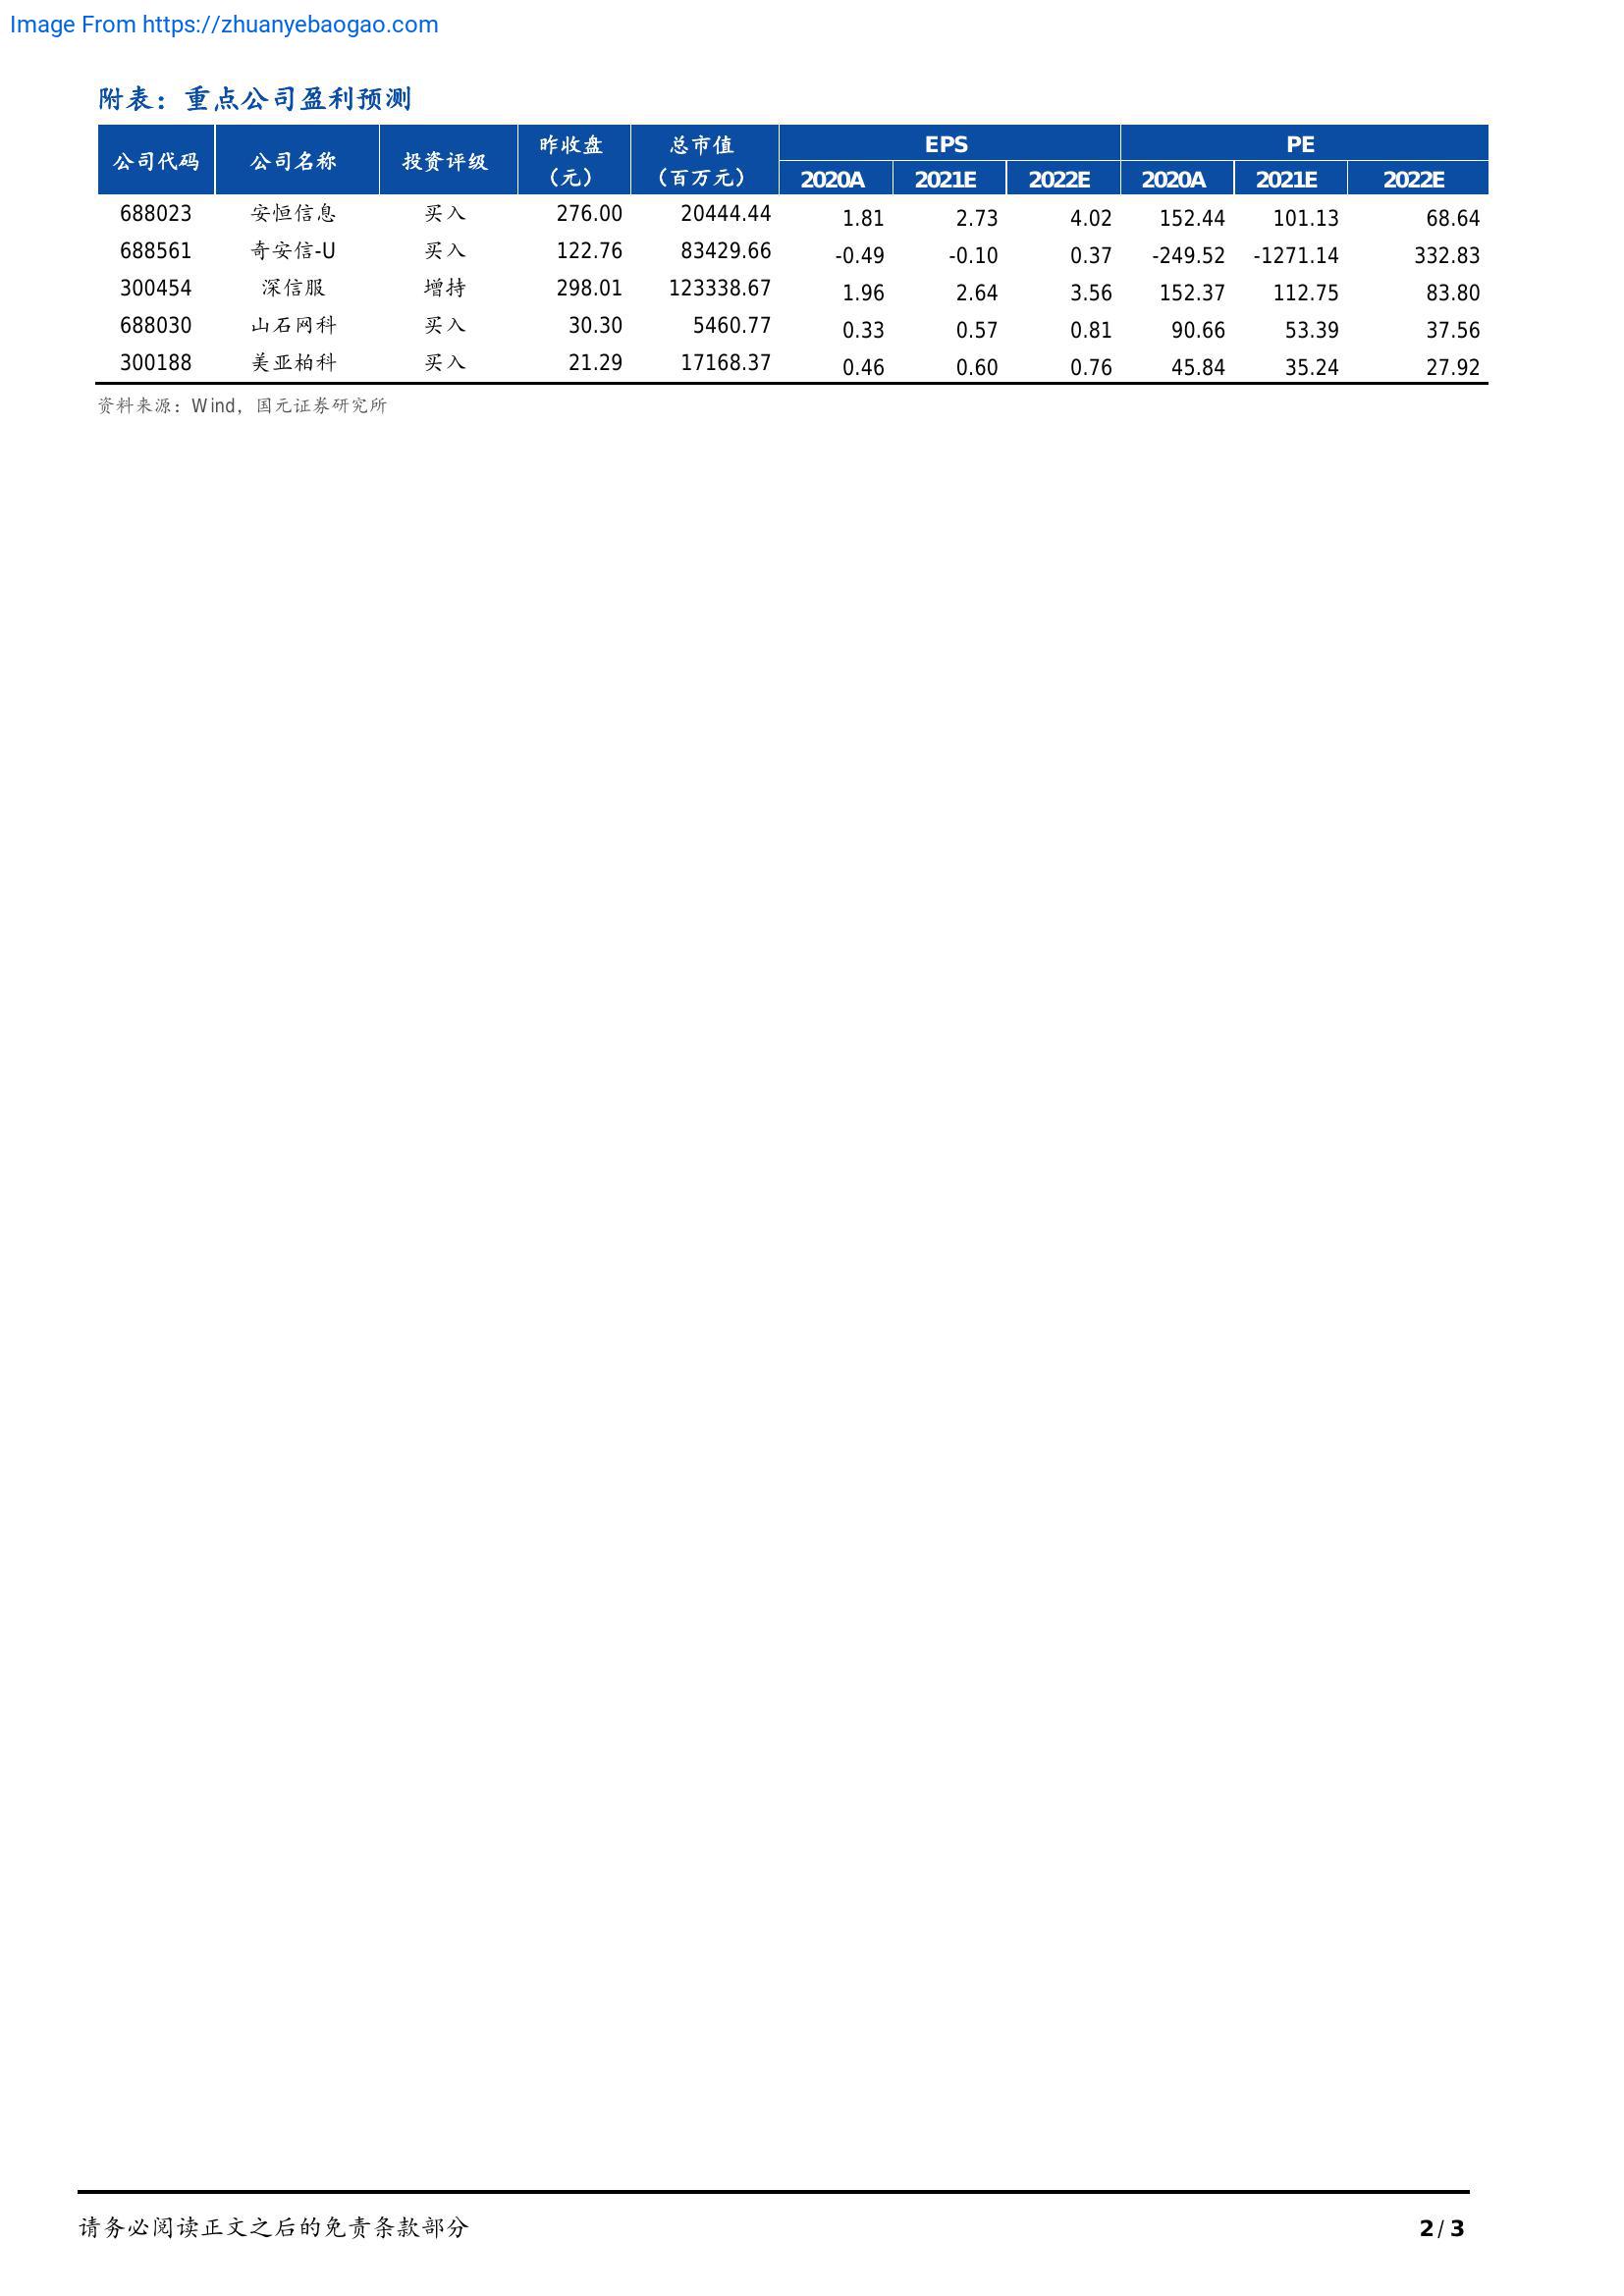 Image From https://zhuanyebaogao.com
附表：重点公司盈利预测
公司代码 公司名称 投资评级 昨收盘（元） 总市值（百万元） EPS PE
2020A 2021E 2022E 2020A 2021E 2022E
688023 安恒信息 买入 276.00 20444.44 1.81 2.73 4.02 152.44 101.13 68.64
688561 奇安信-U 买入 122.76 83429.66 -0.49 -0.10 0.37 -249.52 -1271.14 332.83
300454 深信服 增持 298.01 123338.67 1.96 2.64 3.56 152.37 112.75 83.80
688030 山石网科 买入 30.30 5460.77 0.33 0.57 0.81 90.66 53.39 37.56
300188 美亚柏科 买入 21.29 17168.37 0.46 0.60 0.76 45.84 35.24 27.92
资料来源：Wind，国元证券研究所
请务必阅读正文之后的免责条款部分 2/3